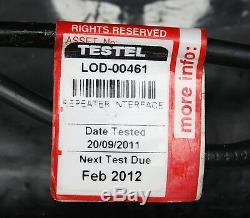 RIGHTS RESERVED
ASSET No:
TESTEL
LOD-00461
REPEATER INTERFACE
Date Tested
20/09/2011
Next Test Due
Feb 2012
more info: